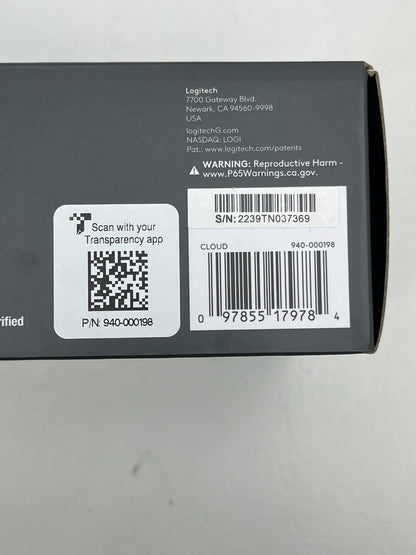 Logitech
7700 Gateway Blvd.
Newark, CA 94560-9998
USA
logitechG.com
NASDAQ: LOGI
Pat.: www.logitech.com/patents
WARNING: Reproductive Harm -
www.P65Warnings.ca.gov.
S/N: 2239TN037369
CLOUD 940-000198
0 97855 17978 4
Scan with your
Transparency app
P/N: 940-000198
rified